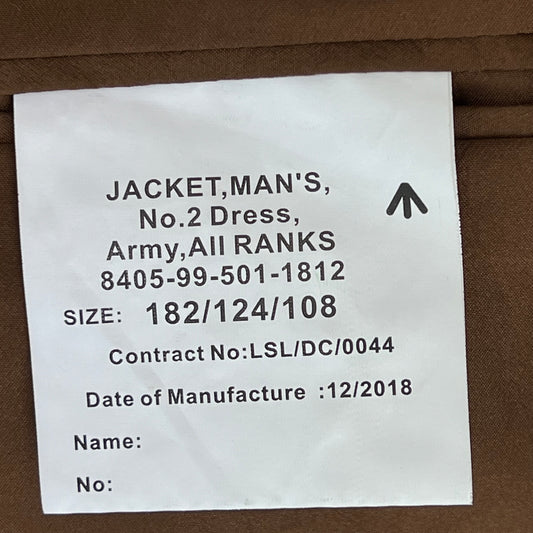 JACKET,MAN'S,
No.2 Dress,
Army,All RANKS
8405-99-501-1812
SIZE: 182/124/108
Contract No:LSL/DC/0044
Date of Manufacture :12/2018
Name:
No: